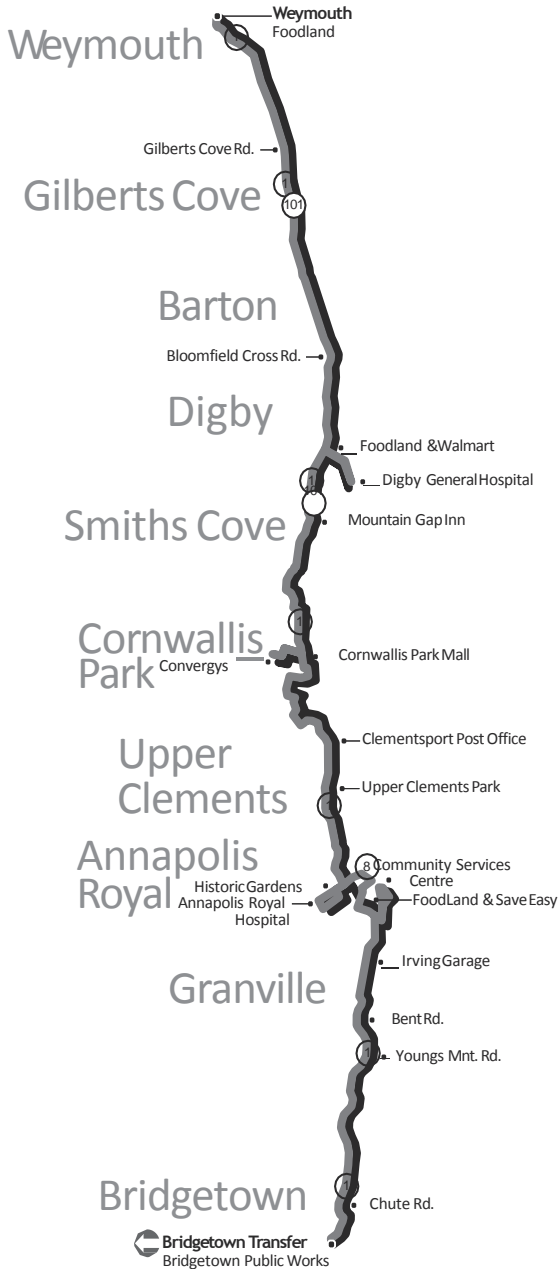 Weymouth
Foodland
Weymouth
1
Gilberts Cove Rd.
1
Gilberts Cove
101
Barton
Bloomfield Cross Rd.
Digby
Foodland & Walmart
1
Digby General Hospital
Smiths Cove
Mountain Gap Inn
1
Cornwallis
Park
Convergys
Cornwallis Park Mall
Clementsport Post Office
Upper
Clements
Upper Clements Park
1
Annapolis
Royal
8
Community Services
Centre
Historic Gardens
Annapolis Royal
Hospital
FoodLand & Save Easy
Irving Garage
Granville
Bent Rd.
1
Youngs Mnt. Rd.
1
Bridgetown
Chute Rd.
Bridgetown Transfer
Bridgetown Public Works